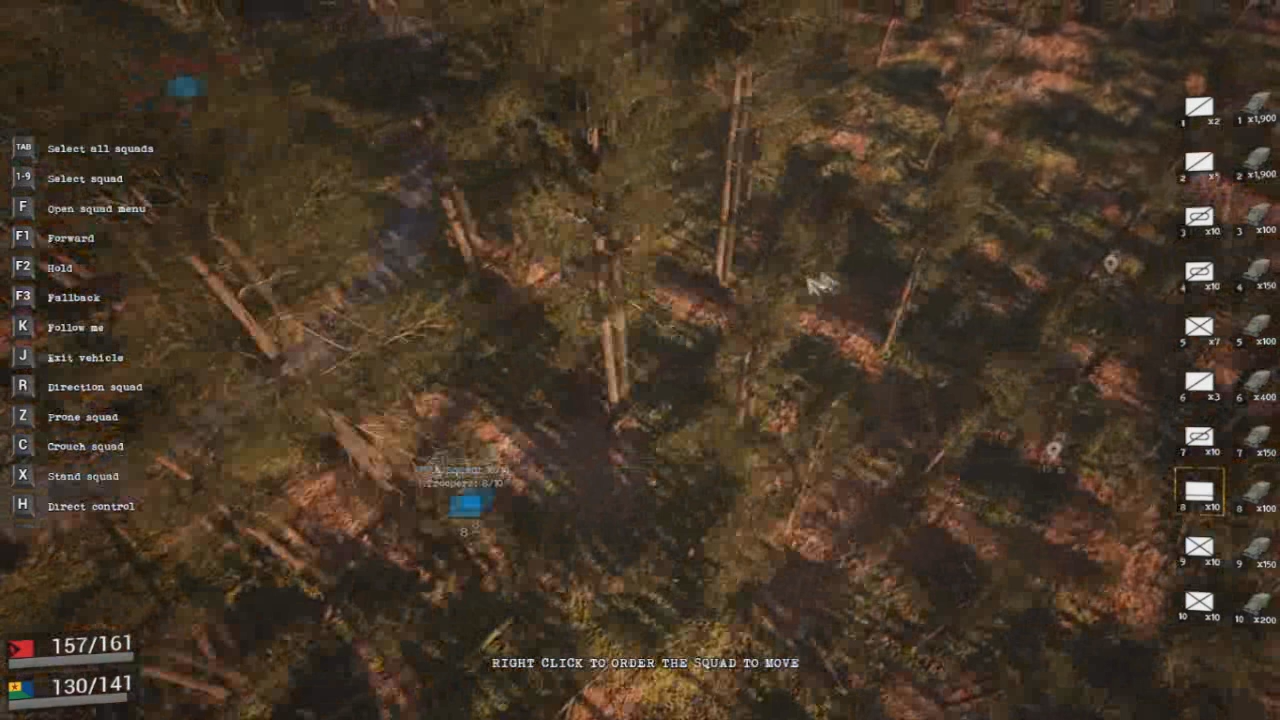 TAB Select all squads
1-9 Select squad
F Open squad menu
F1 Forward
F2 Hold
F3 Fallback
K Follow me
J Exit vehicle
R Direction squad
Z Prone squad
C Crouch squad
X Stand squad
H Direct control
Troopers: 8/10
8
157/161
130/141
RIGHT CLICK TO ORDER THE SQUAD TO MOVE
1 x2 1 x1,900
2 2 x1,900
3 x10 3 x100
4 x10 4 x150
5 x7 5 x100
6 x3 6 x400
7 x10 7 x150
8 x10 8 x100
9 x10 9 x150
10 x10 10 x200